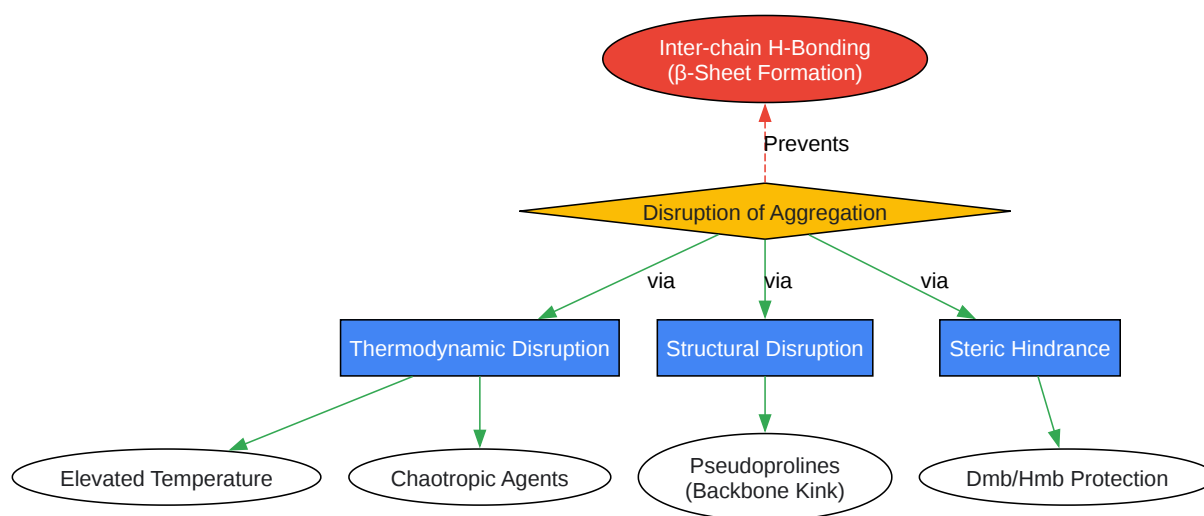 Inter-chain H-Bonding
(β-Sheet Formation)
Prevents
Disruption of Aggregation
via
via
via
Thermodynamic Disruption
Structural Disruption
Steric Hindrance
Elevated Temperature
Chaotropic Agents
Pseudoprolines
(Backbone Kink)
Dmb/Hmb Protection